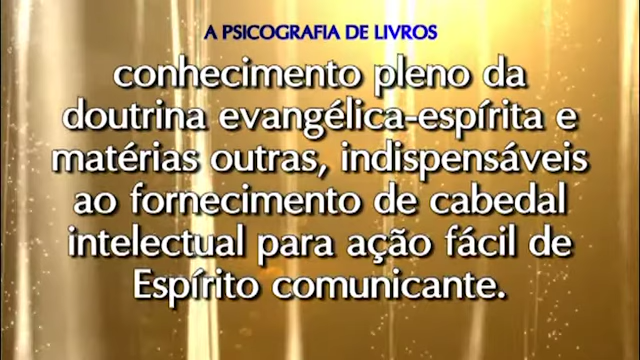 A PSICOGRAFIA DE LIVROS
conhecimento pleno da
doutrina evangélica-espírita e
matérias outras, indispensáveis
ao fornecimento de cabedal
intelectual para ação fácil de
Espírito comunicante.